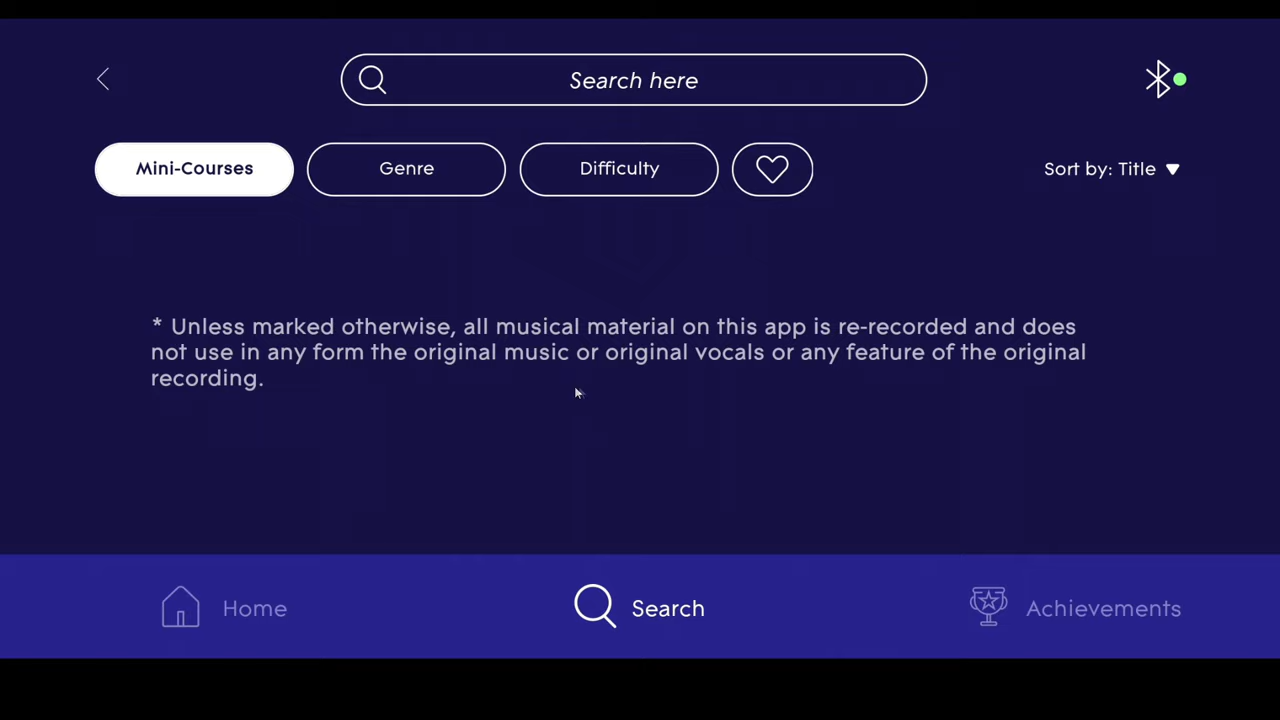 Search here
Mini-Courses
Genre
Difficulty
Sort by: Title
* Unless marked otherwise, all musical material on this app is re-recorded and does
not use in any form the original music or original vocals or any feature of the original
recording.
Home
Search
Achievements